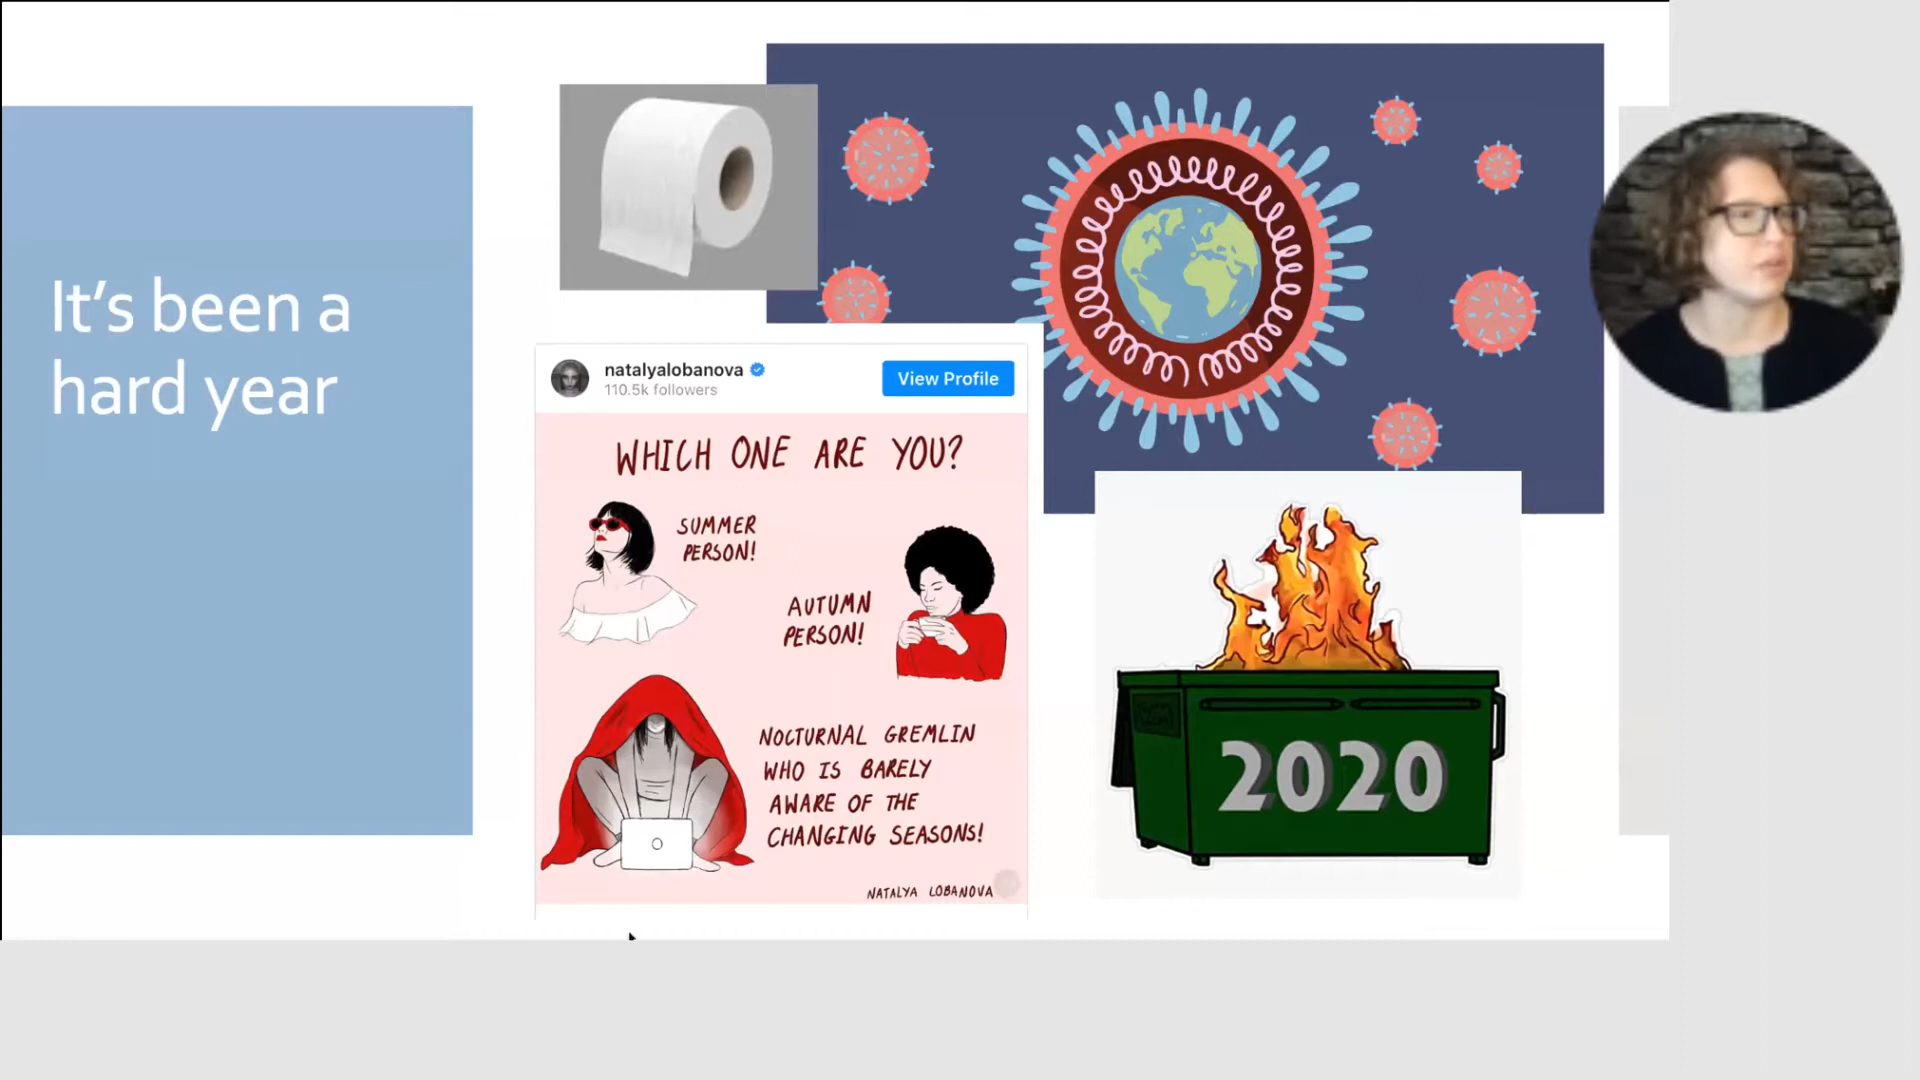 It’s been a
hard year
natalyalobanova
110.5k followers
View Profile
WHICH ONE ARE YOU?
SUMMER
PERSON!
AUTUMN
PERSON!
NOCTURNAL GREMLIN
WHO IS BARELY
AWARE OF THE
CHANGING SEASONS!
NATALYA LOBANOVA
2020